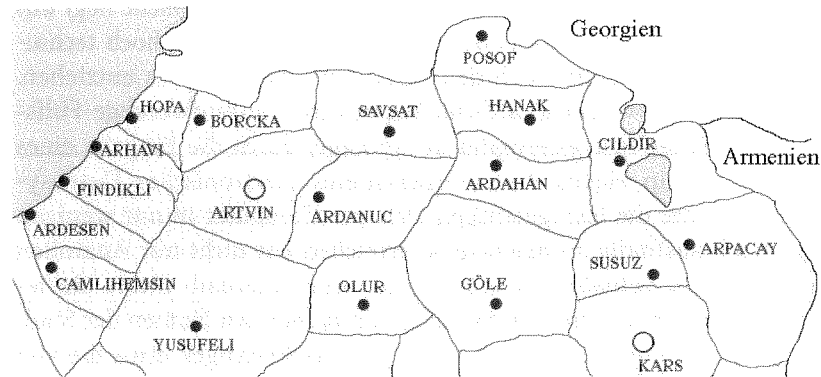 Georgien
POSOF
HOPA
BORCKA
SAVSAT
HANAK
CILDIR
ARHAVI
Armenien
FINDIKLI
ARTVIN
ARDANUC
ARDAHAN
ARDESEN
ARPACAY
CAMLIHEMSIN
OLUR
GÖLE
SUSUZ
YUSUFELI
KARS